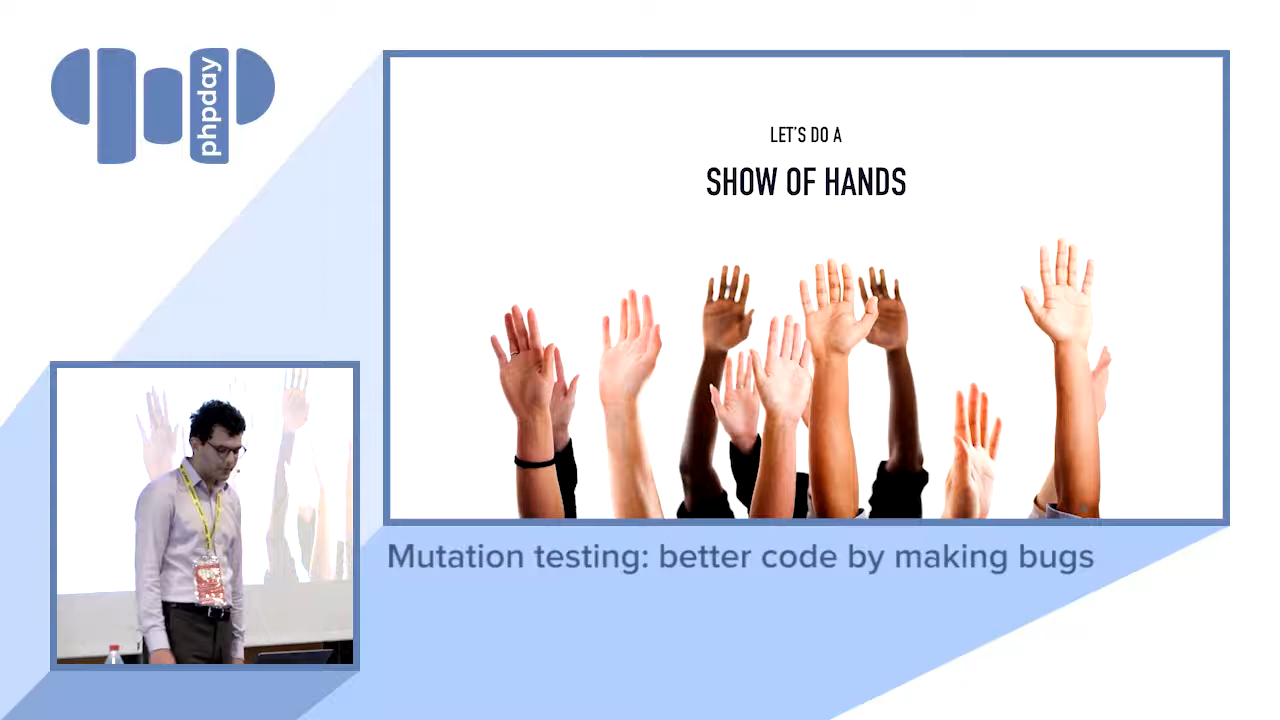 phpday
LET'S DO A
SHOW OF HANDS
Mutation testing: better code by making bugs